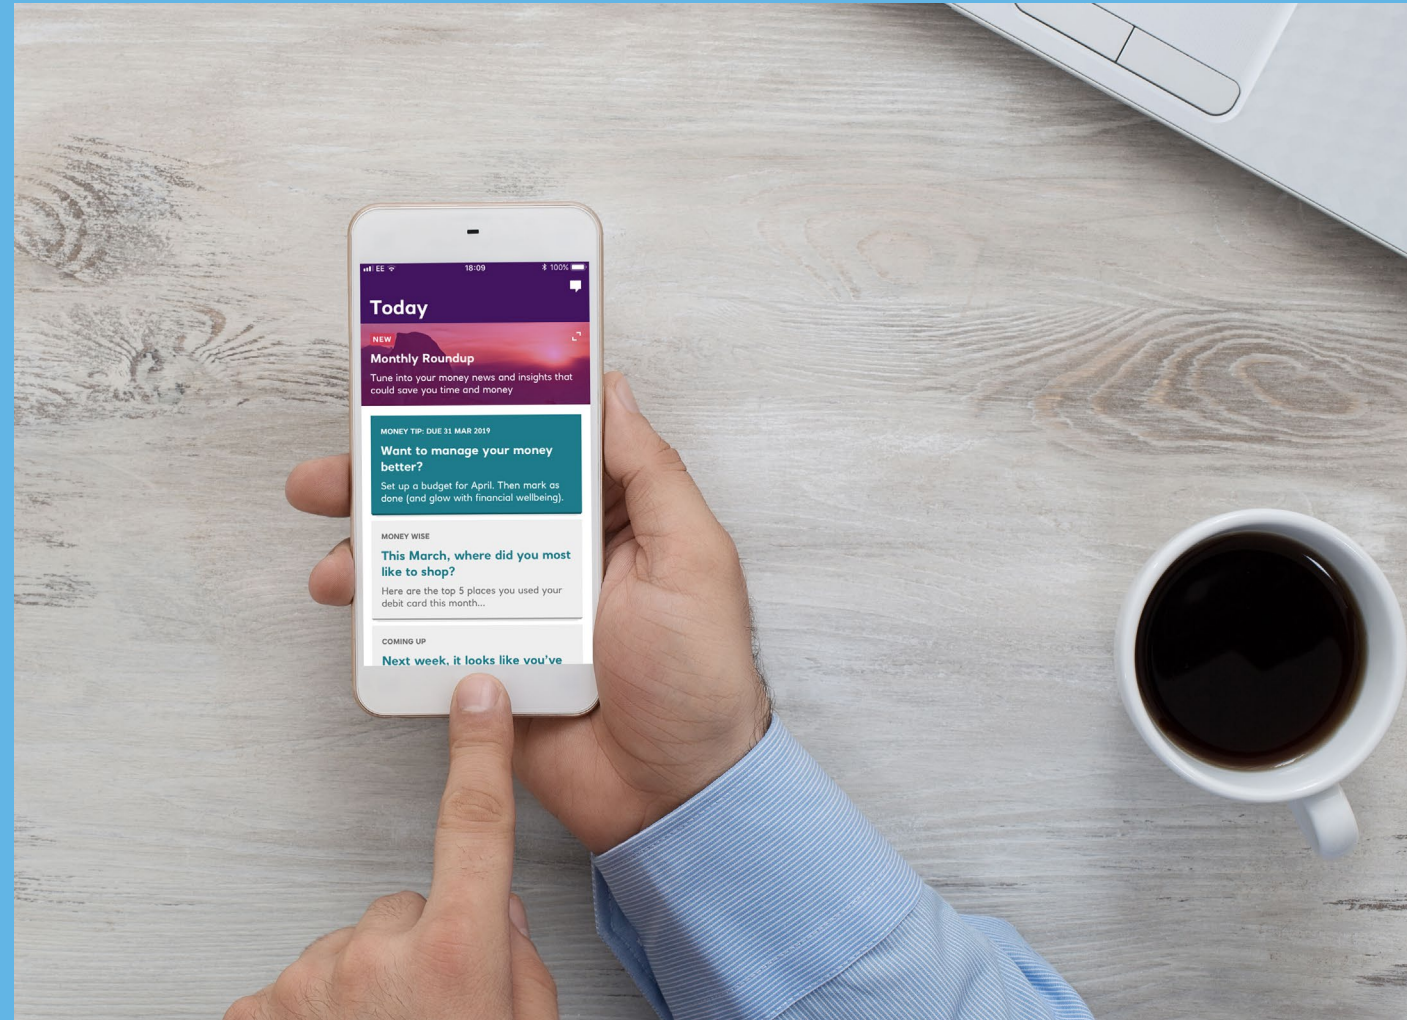 EE 18:09 100%
Today
NEW
Monthly Roundup
Tune into your money news and insights that
could save you time and money
MONEY TIP: DUE 31 MAR 2019
Want to manage your money
better?
Set up a budget for April. Then mark as
done (and glow with financial wellbeing).
MONEY WISE
This March, where did you most
like to shop?
Here are the top 5 places you used your
debit card this month...
COMING UP
Next week, it looks like you've